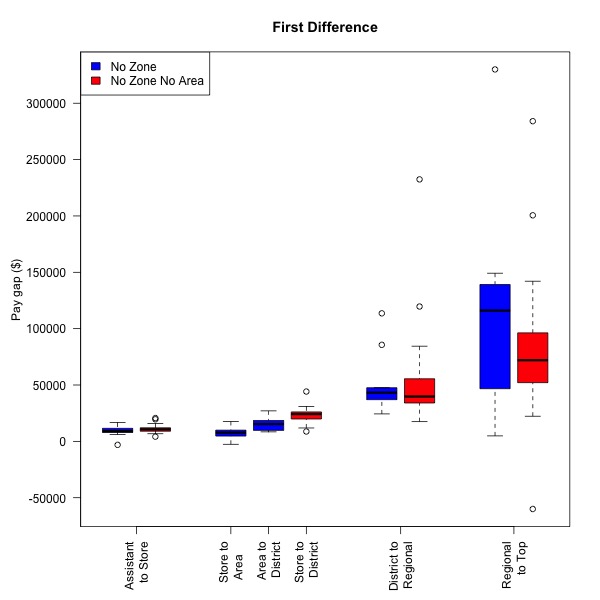 First Difference
No Zone
No Zone No Area
Pay gap ($)
300000
250000
200000
150000
100000
50000
0
-50000
Assistant
to Store
Store to
Area
Area to
District
Store to
District
District to
Regional
Regional
to Top